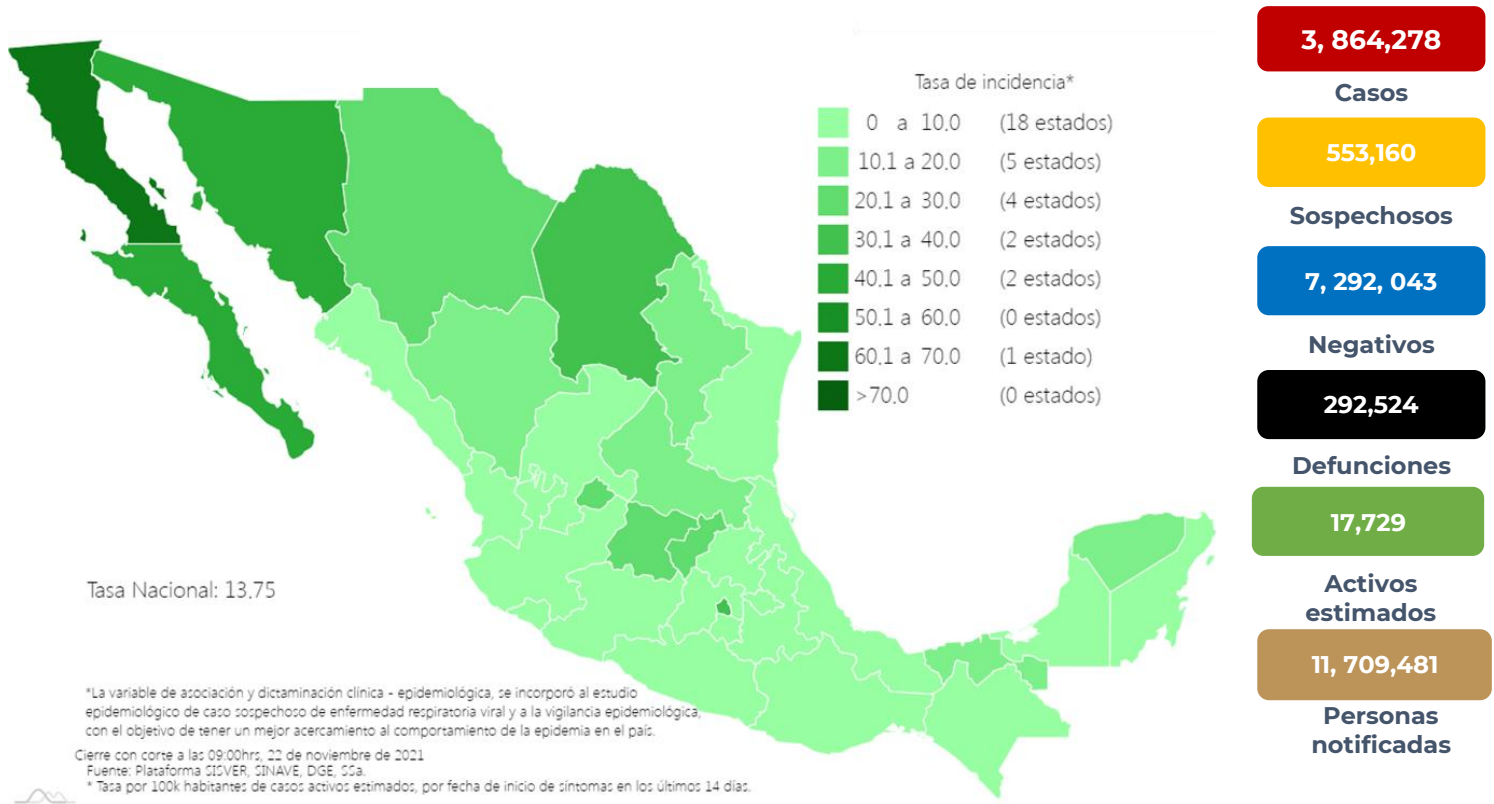 Tasa de incidencia*
0 a 10.0 (18 estados)
10.1 a 20.0 (5 estados)
20.1 a 30.0 (4 estados)
30.1 a 40.0 (2 estados)
40.1 a 50.0 (2 estados)
50.1 a 60.0 (0 estados)
60.1 a 70.0 (1 estado)
>70.0 (0 estados)
Tasa Nacional: 13.75
*La variable de asociación y dictaminación clínica - epidemiológica, se incorporó al estudio
epidemiológico de caso sospechoso de enfermedad respiratoria viral y a la vigilancia epidemiológica,
con el objetivo de tener un mejor acercamiento al comportamiento de la epidemia en el país.
Cierre con corte a las 09:00hrs, 22 de noviembre de 2021
Fuente: Plataforma SISVER, SINAVE, DGE, SSa.
* Tasa por 100k habitantes de casos activos estimados, por fecha de inicio de síntomas en los últimos 14 días.
3, 864,278
Casos
553,160
Sospechosos
7, 292, 043
Negativos
292,524
Defunciones
17,729
Activos
estimados
11, 709,481
Personas
notificadas